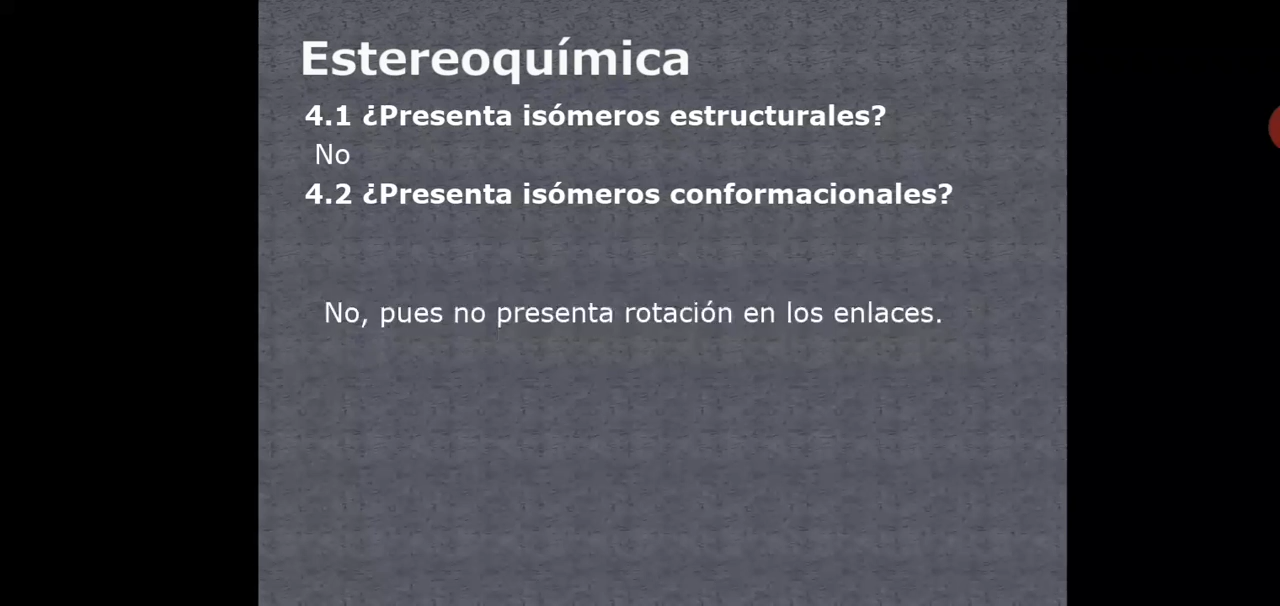 Estereoquímica
4.1 ¿Presenta isómeros estructurales?
No
4.2 ¿Presenta isómeros conformacionales?
No, pues no presenta rotación en los enlaces.